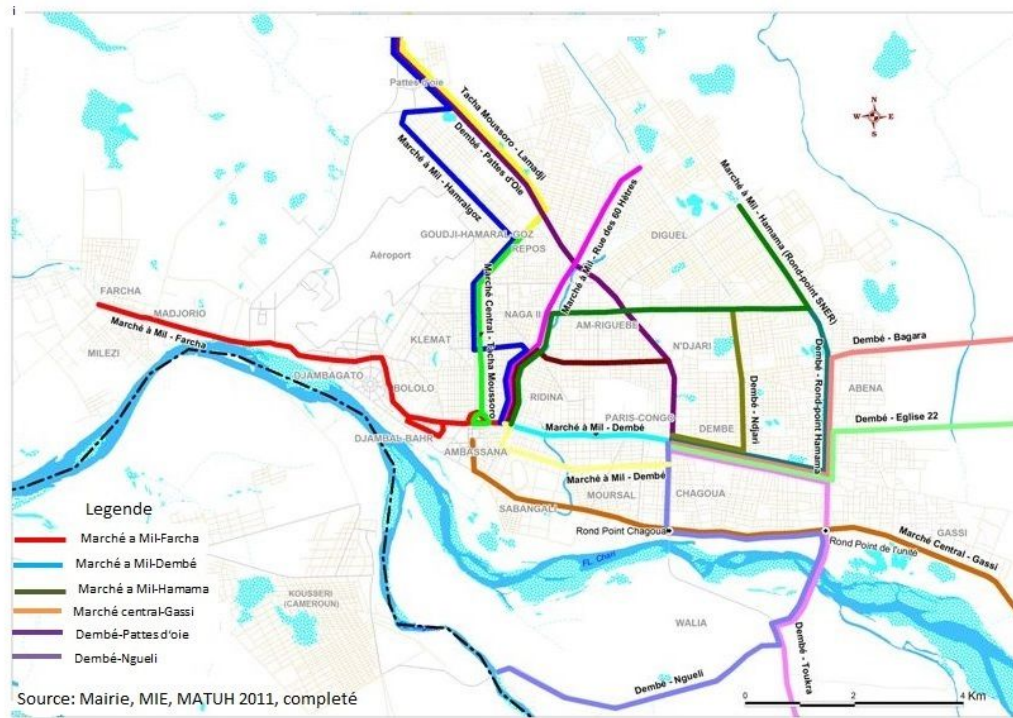 i
Pattes d'oie
Tacha Moussoro - Lamadji
Dembé - Pattes d'Oie
Marché à Mil - Hamralgoz
Marché à Mil - Rue des 60 Hêtres
Marché à Mil - Hamama (Rond-point SNER)
N
W
E
S
GOUDJI-HAMARAL-GOZ
REPOS
DIGUEL
Aéroport
FARCHA
MADJORIO
Marché à Mil - Farcha
MILEZI
Marché Central - Tacha Moussoro
NAGA II
AM-RIGUEBE
KLEMAT
N'DJARI
Dembé - Bagara
DJAMBAGATO
BOLOLO
RIDINA
Dembé - Ndjari
Dembé - Rond-point Hamama
ABENA
PARIS-CONGO
Dembé - Eglise 22
DJAMBAL-BAHR
Marché à Mil - Dembé
DEMBE
AMBASSANA
Marché à Mil - Dembé
MOURSAL
CHAGOUA
SABANGALI
Rond Point Chagoua
Rond Point de l'unité
Marché Central - Gassi
GASSI
FL. Chari
KOUSSERI
(CAMEROUN)
WALIA
Dembé - Ngueli
Dembé - Toukra
Legende
Marché a Mil-Farcha
Marché a Mil-Dembé
Marché a Mil-Hamama
Marché central-Gassi
Dembé-Pattes d'oie
Dembé-Ngueli
Source: Mairie, MIE, MATUH 2011, completé
0 2 4 Km